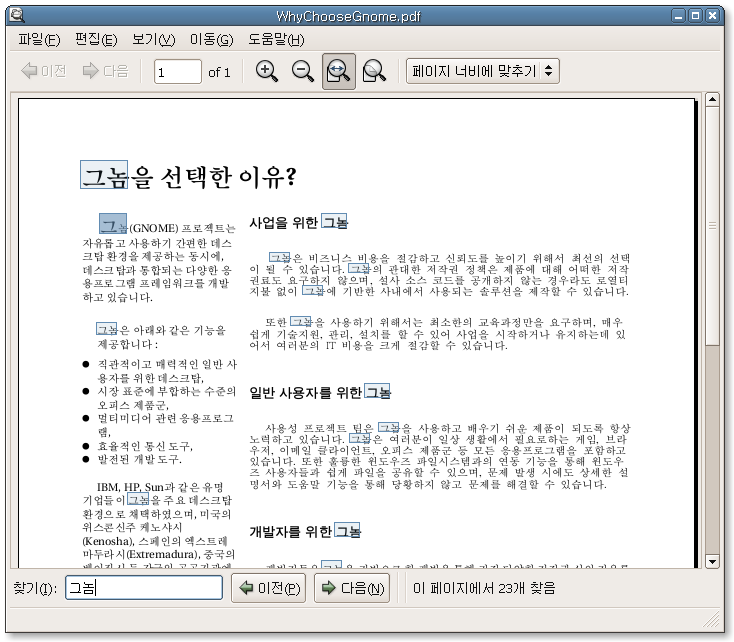 WhyChooseGnome.pdf
파일(F) 편집(E) 보기(V) 이동(G) 도움말(H)
이전 다음 1 of 1 페이지 너비에 맞추기
그놈을 선택한 이유?
그놈(GNOME) 프로젝트는
자유롭고 사용하기 간편한 데스
크탑 환경을 제공하는 동시에,
데스크탑과 통합되는 다양한 응
용프로그램 프레임워크를 개발
하고 있습니다.
그놈은 아래와 같은 기능을
제공합니다 :
● 직관적이고 매력적인 일반 사
용자를 위한 데스크탑,
● 시장 표준에 부합하는 수준의
오피스 제품군,
● 멀티미디어 관련 응용프로그
램,
● 효율적인 통신 도구,
● 발전된 개발 도구.
IBM, HP, Sun과 같은 유명
기업들이 그놈을 주요 데스크탑
환경으로 채택하였으며, 미국의
위스콘신주 케노샤시
(Kenosha), 스페인의 엑스트레
마두라시(Extremadura), 중국의
사업을 위한 그놈
그놈은 비즈니스 비용을 절감하고 신뢰도를 높이기 위해서 최선의 선택
이 될 수 있습니다. 그놈의 관대한 저작권 정책은 제품에 대해 어떠한 저작
권료도 요구하지 않으며, 설사 소스 코드를 공개하지 않는 경우라도 로열티
지불 없이 그놈에 기반한 사내에서 사용되는 솔루션을 제작할 수 있습니다.
또한 그놈을 사용하기 위해서는 최소한의 교육과정만을 요구하며, 매우
쉽게 기술지원, 관리, 설치를 할 수 있어 사업을 시작하거나 유지하는데 있
어서 여러분의 IT 비용을 크게 절감할 수 있습니다.
일반 사용자를 위한 그놈
사용성 프로젝트 팀은 그놈을 사용하고 배우기 쉬운 제품이 되도록 항상
노력하고 있습니다. 그놈은 여러분이 일상 생활에서 필요로하는 게임, 브라
우저, 이메일 클라이언트, 오피스 제품군 등 모든 응용프로그램을 포함하고
있습니다. 또한 훌륭한 윈도우즈 파일시스템과의 연동 기능을 통해 윈도우
즈 사용자들과 쉽게 파일을 공유할 수 있으며, 문제 발생 시에도 상세한 설
명서와 도움말 기능을 통해 당황하지 않고 문제를 해결할 수 있습니다.
개발자를 위한 그놈
찾기(I): 그놈 이전(P) 다음(N) 이 페이지에서 23개 찾음